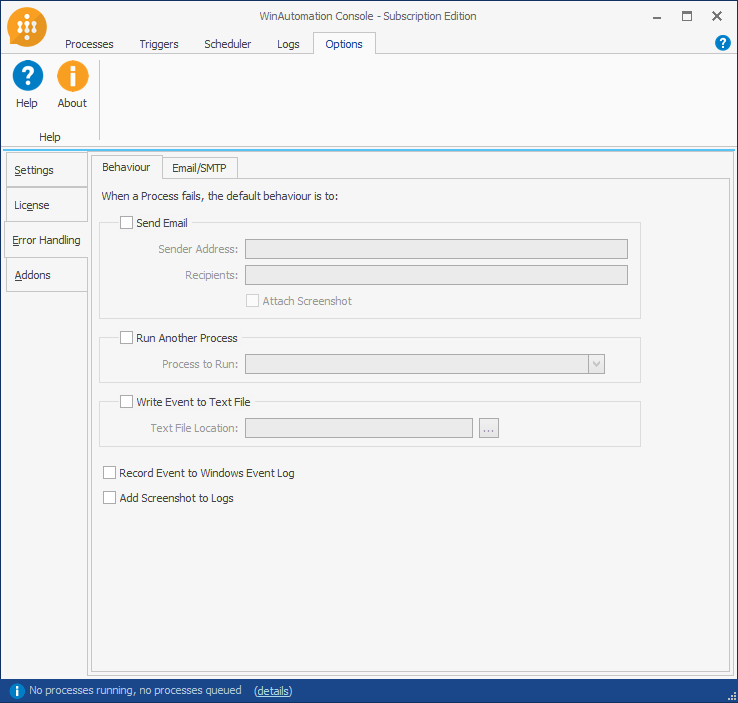 WinAutomation Console - Subscription Edition
Processes Triggers Scheduler Logs Options ?
? i
Help About
Help
Settings
License
Error Handling
Addons
Behaviour Email/SMTP
When a Process fails, the default behaviour is to:
Send Email
Sender Address:
Recipients:
Attach Screenshot
Run Another Process
Process to Run:
Write Event to Text File
Text File Location: ...
Record Event to Windows Event Log
Add Screenshot to Logs
i No processes running, no processes queued (details)